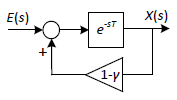 E(s) X(s)
e^-sT
+
1-γ